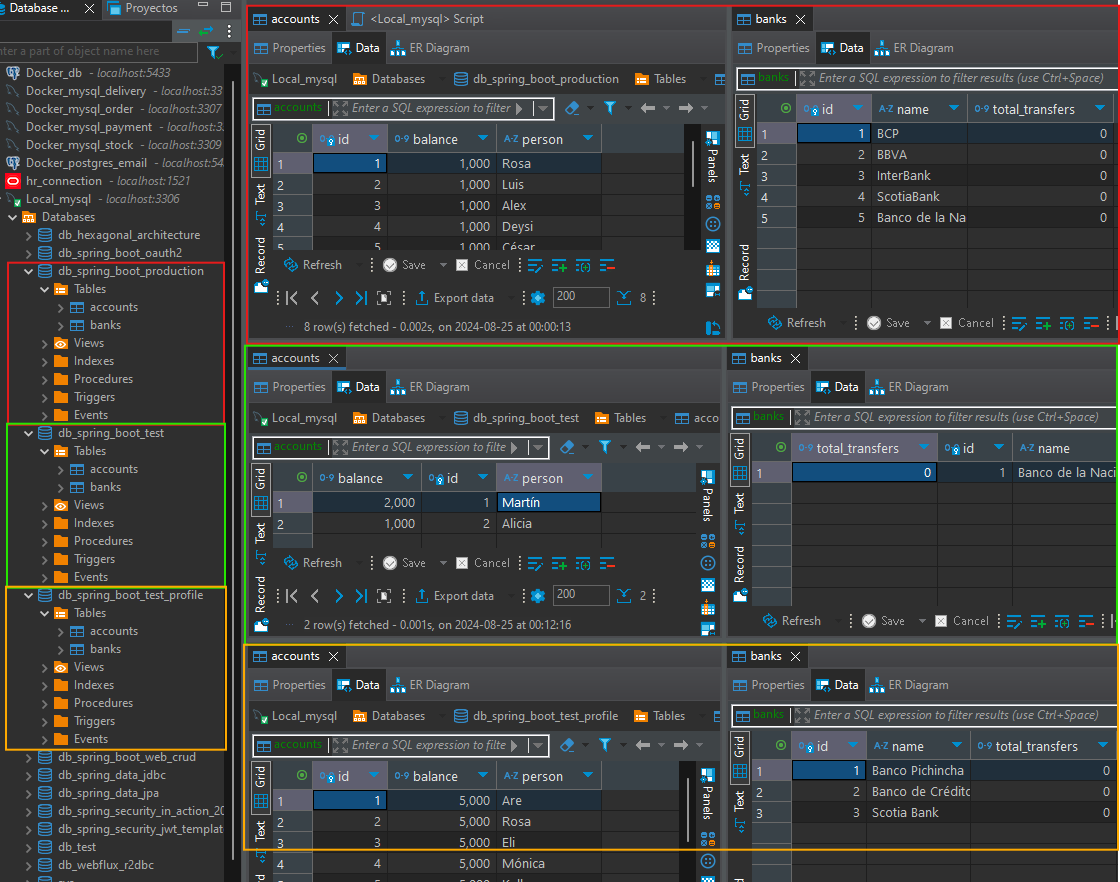 Database ...
Proyectos
enter a part of object name here
Docker_db - localhost:5433
Docker_mysql_delivery - localhost:33
Docker_mysql_order - localhost:3307
Docker_mysql_payment - localhost:3
Docker_mysql_stock - localhost:3309
Docker_postgres_email - localhost:54
hr_connection - localhost:1521
Local_mysql - localhost:3306
Databases
db_hexagonal_architecture
db_spring_boot_oauth2
db_spring_boot_production
Tables
accounts
banks
Views
Indexes
Procedures
Triggers
Events
db_spring_boot_test
Tables
accounts
banks
Views
Indexes
Procedures
Triggers
Events
db_spring_boot_test_profile
Tables
accounts
banks
Views
Indexes
Procedures
Triggers
Events
db_spring_boot_web_crud
db_spring_data_jdbc
db_spring_data_jpa
db_spring_security_in_action_20
db_spring_security_jwt_templat
db_test
db_webflux_r2dbc
accounts
<Local_mysql> Script
Properties Data ER Diagram
Local_mysql Databases db_spring_boot_production Tables
accounts Enter a SQL expression to filter
Grid
Text
Record
id balance person
1 1 1,000 Rosa
2 2 1,000 Luis
3 3 1,000 Alex
4 4 1,000 Deysi
5 5 1,000 César
Panels
Refresh Save Cancel
Export data 200 8
8 row(s) fetched - 0.002s, on 2024-08-25 at 00:00:13
banks
Properties Data ER Diagram
banks Enter a SQL expression to filter results (use Ctrl+Space)
Grid
Text
Record
id name total_transfers
1 1 BCP 0
2 2 BBVA 0
3 3 InterBank 0
4 4 ScotiaBank 0
5 5 Banco de la Na 0
Refresh Save Cancel
accounts
Properties Data ER Diagram
Local_mysql Databases db_spring_boot_test Tables acco
accounts Enter a SQL expression to filte
Grid
Text
Record
balance id person
1 2,000 1 Martín
2 1,000 2 Alicia
Panels
Refresh Save Cancel
Export data 200 2
2 row(s) fetched - 0.001s, on 2024-08-25 at 00:12:16
banks
Properties Data ER Diagram
banks Enter a SQL expression to filter results (use Ctrl+Space)
Grid
Text
Record
total_transfers id name
1 0 1 Banco de la Naci
Refresh Save Cancel
accounts
Properties Data ER Diagram
Local_mysql Databases db_spring_boot_test_profile Tables
accounts Enter a SQL expression to filte
Grid
Text
id balance person
1 1 5,000 Are
2 2 5,000 Rosa
3 3 5,000 Eli
4 4 5,000 Mónica
Panels
banks
Properties Data ER Diagram
banks Enter a SQL expression to filter results (use Ctrl+Space)
Grid
Text
id name total_transfers
1 1 Banco Pichincha 0
2 2 Banco de Crédito 0
3 3 Scotia Bank 0